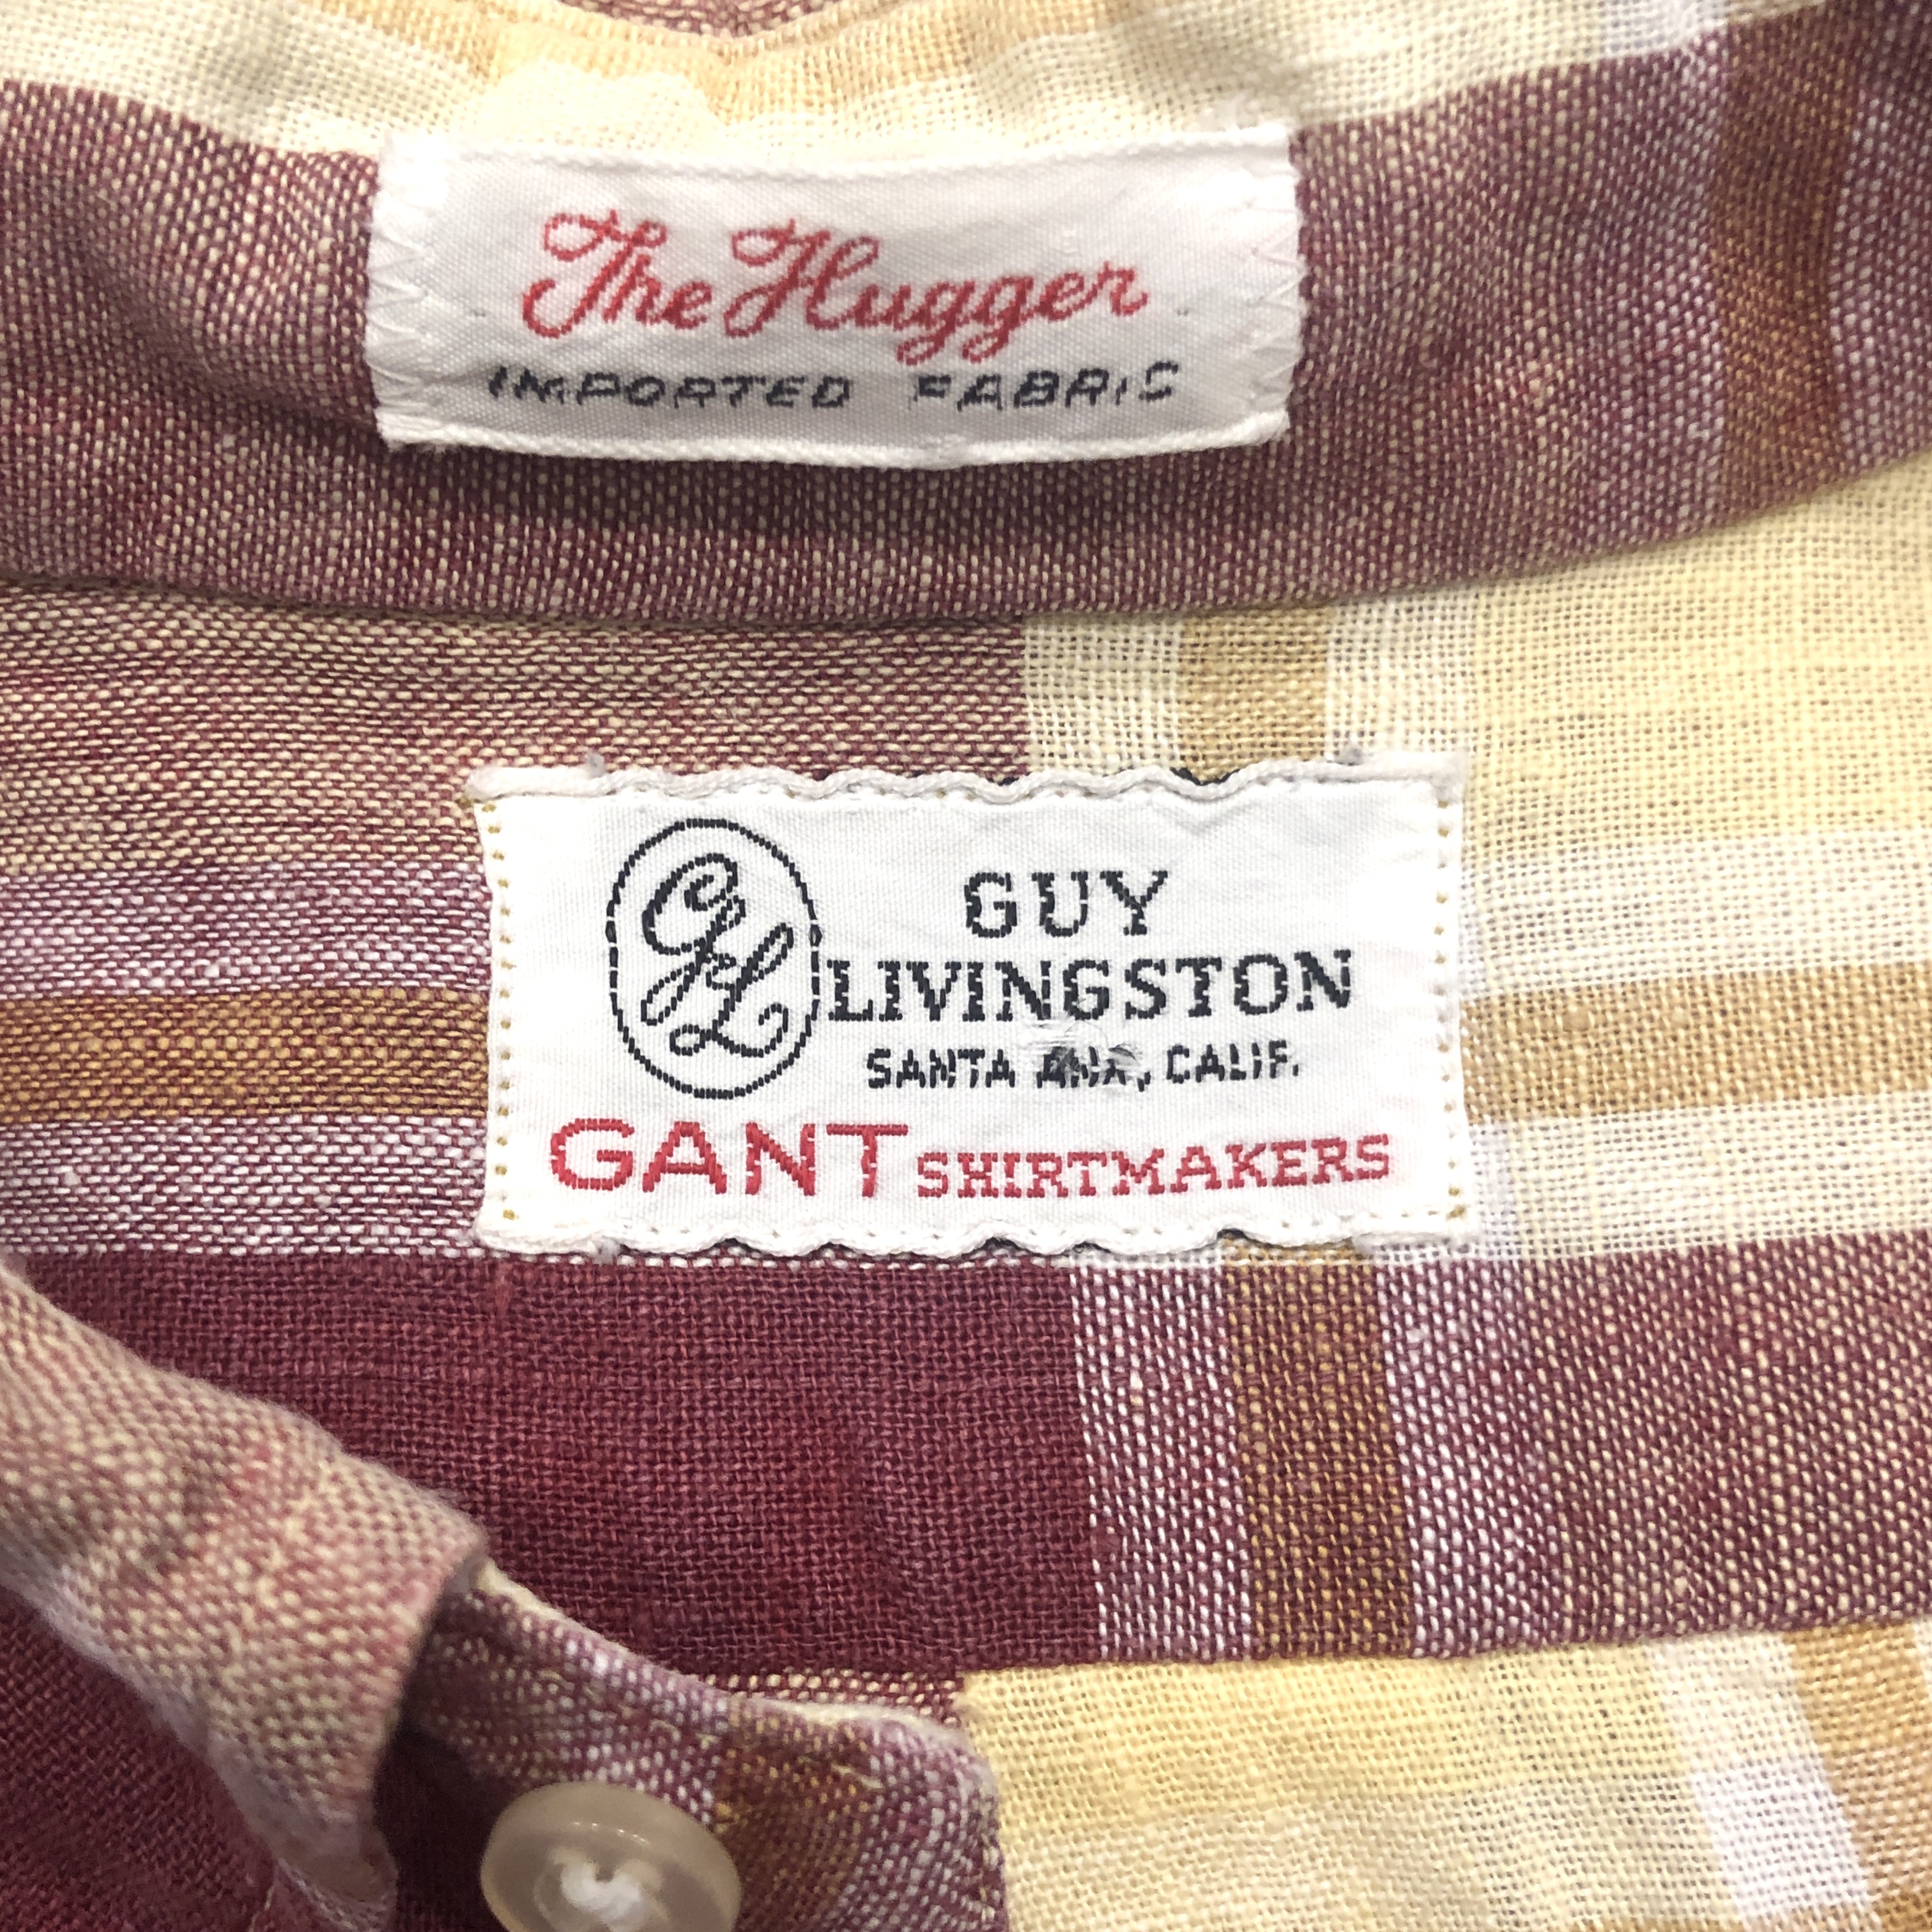 The Hugger
IMPORTED FABRIC
GL
GUY
LIVINGSTON
SANTA ANA, CALIF.
GANT SHIRTMAKERS